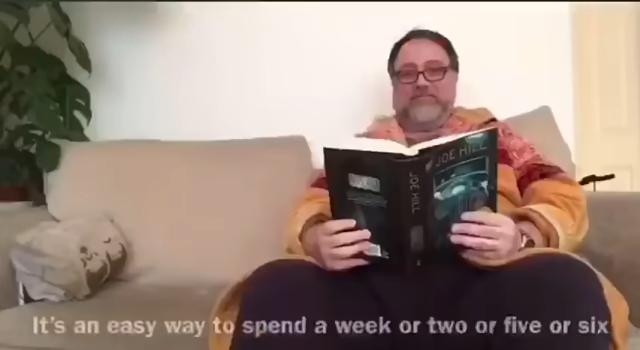 JOE HILL
JOE HILL
It's an easy way to spend a week or two or five or six